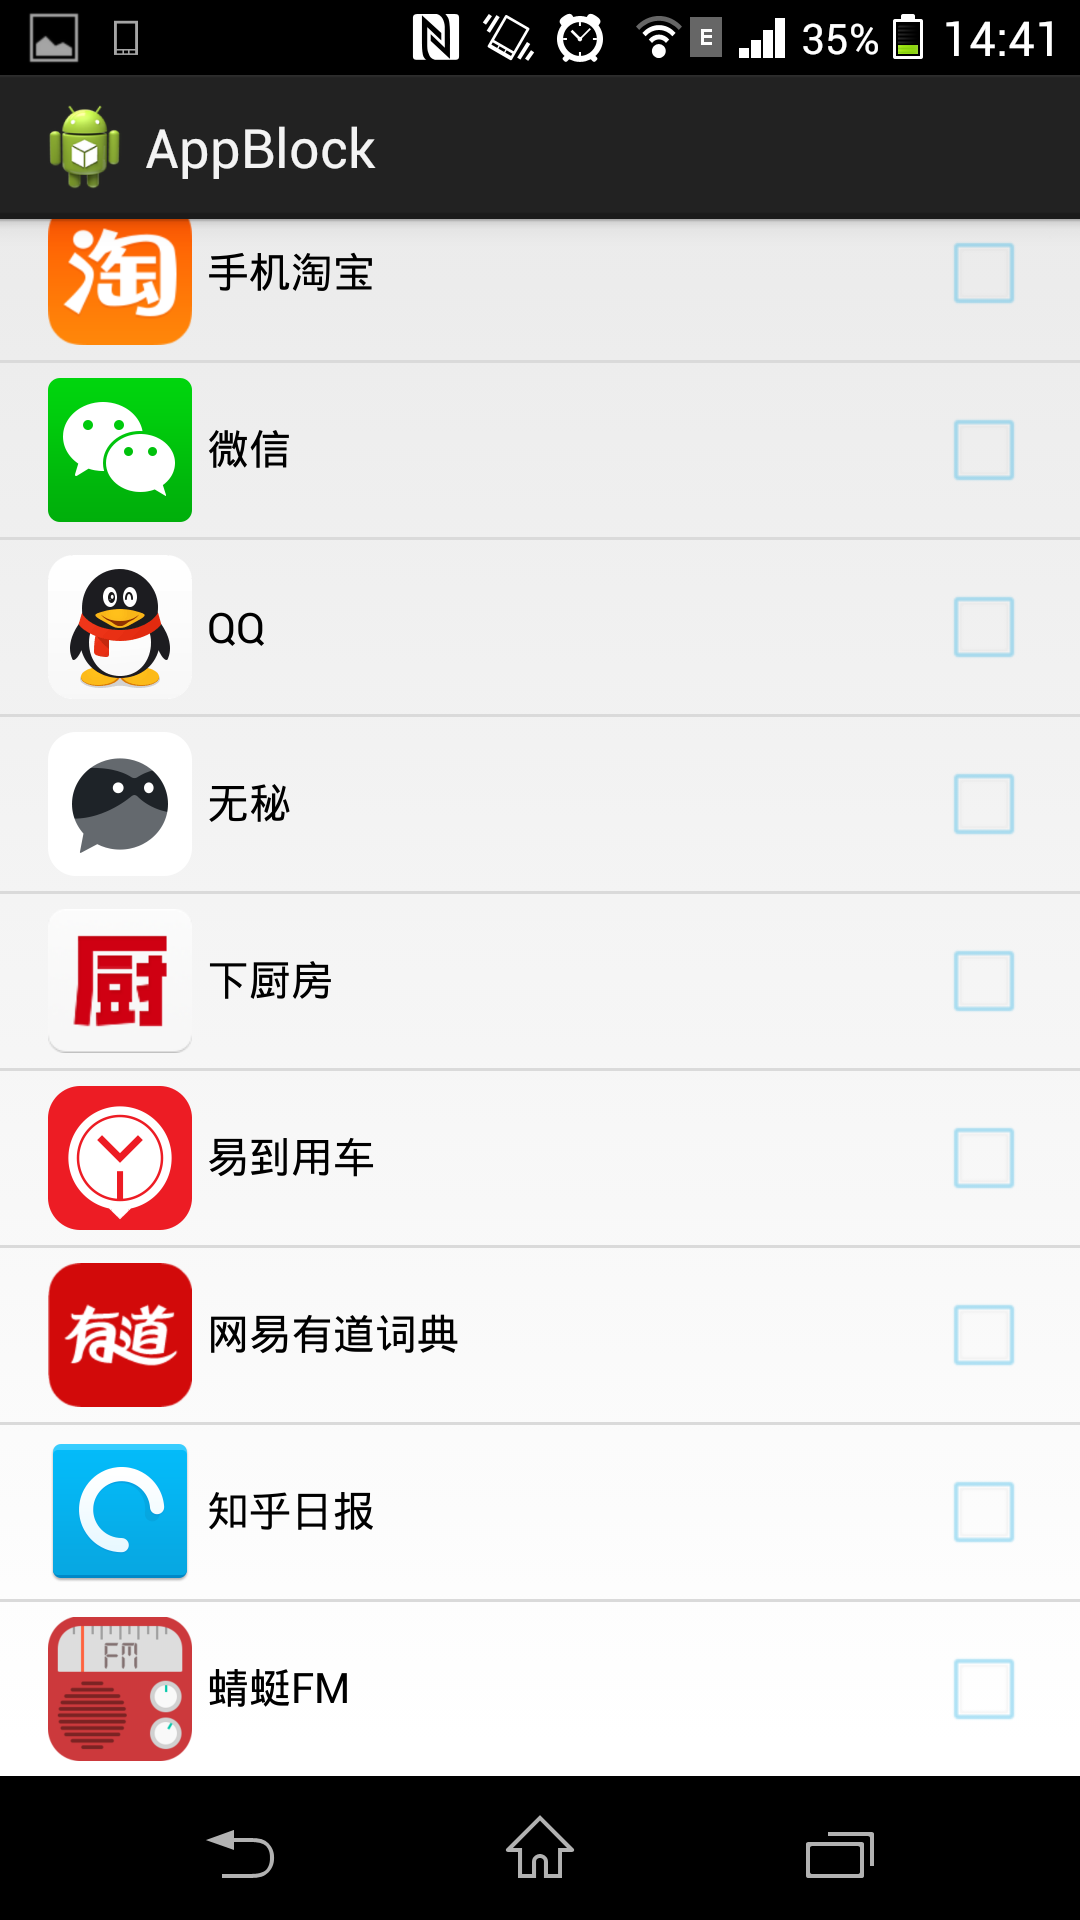 E 35% 14:41
AppBlock
淘 手机淘宝
微信
QQ
无秘
厨 下厨房
易到用车
有道 网易有道词典
知乎日报
FM 蜻蜓FM